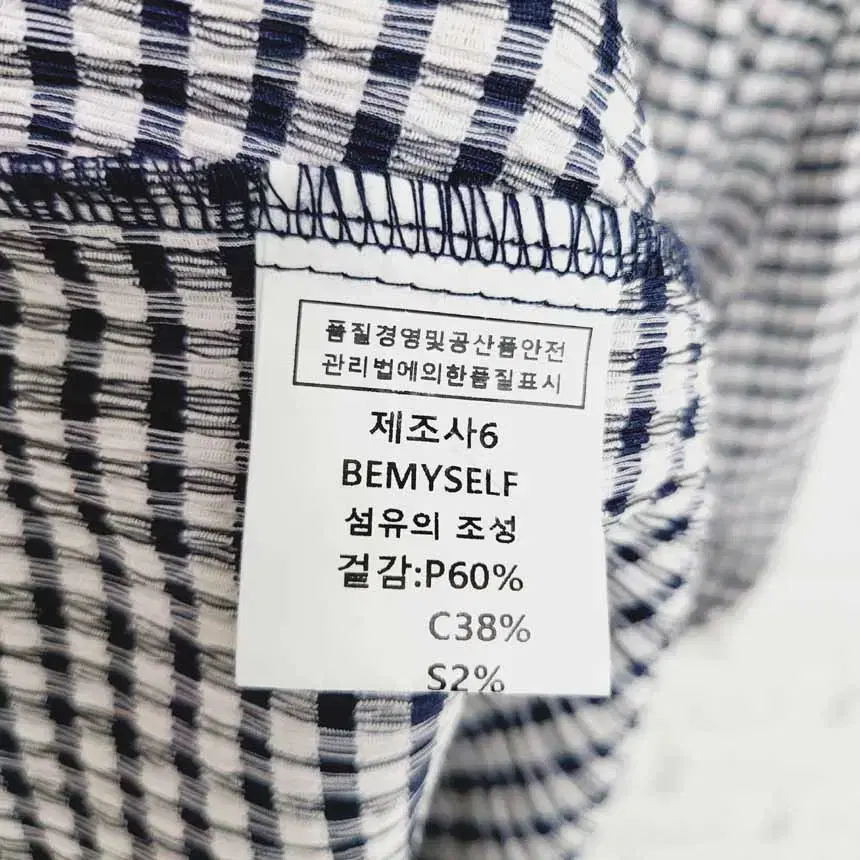 품질경영및공산품안전
관리법에의한품질표시
제조사6
BEMYSELF
섬유의 조성
겉감:P60%
C38%
S2%